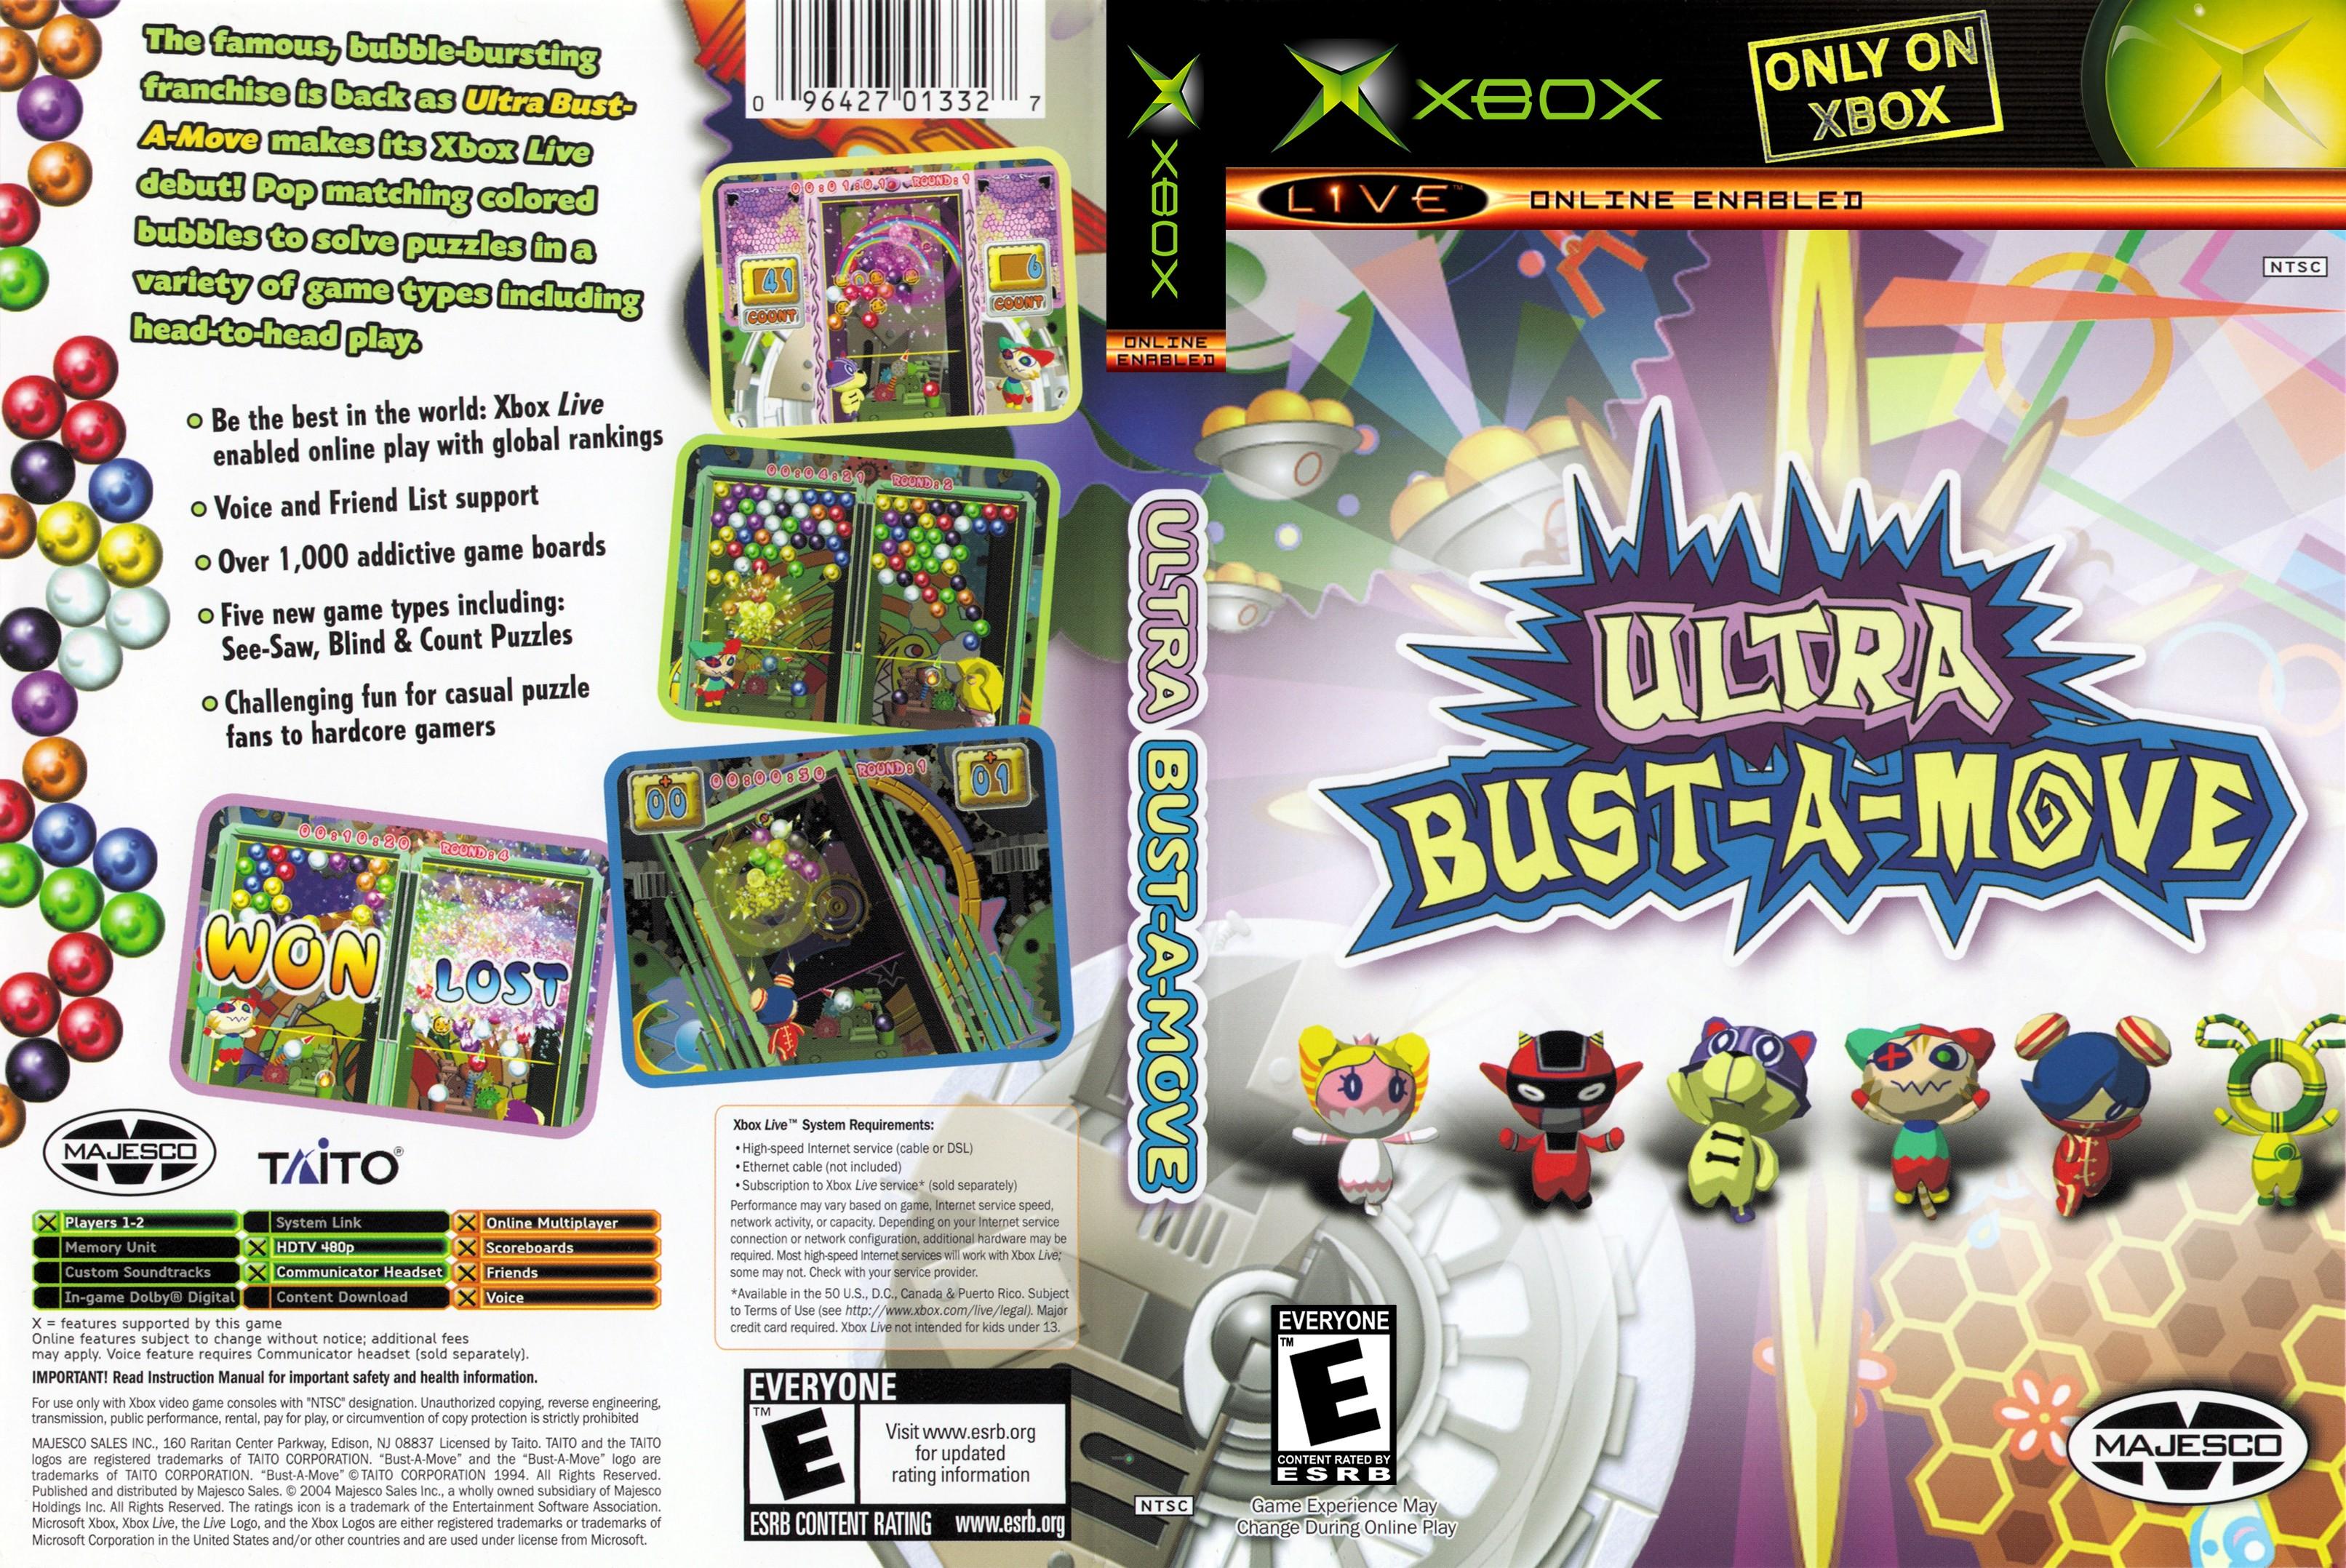 The famous, bubble-bursting
franchise is back as Ultra Bust-
A-Move makes its Xbox Live
debut! Pop matching colored
bubbles to solve puzzles in a
variety of game types including
head-to-head play.
Be the best in the world: Xbox Live
enabled online play with global rankings
Voice and Friend List support
Over 1,000 addictive game boards
Five new game types including:
See-Saw, Blind & Count Puzzles
Challenging fun for casual puzzle
fans to hardcore gamers
0 96427 01332 7
00:01:01 ROUND:1
41
COUNT
6
COUNT
00:04:21 ROUND:2
00
00:00:50 ROUND:1
01
00:10:20 ROUND:4
WON
LOST
MAJESCO
TAITO®
X Players 1-2
System Link
X Online Multiplayer
Memory Unit
X HDTV 480p
X Scoreboards
Custom Soundtracks
X Communicator Headset
X Friends
In-game Dolby® Digital
Content Download
X Voice
X = features supported by this game
Online features subject to change without notice; additional fees
may apply. Voice feature requires Communicator headset (sold separately).
IMPORTANT! Read Instruction Manual for important safety and health information.
For use only with Xbox video game consoles with "NTSC" designation. Unauthorized copying, reverse engineering,
transmission, public performance, rental, pay for play, or circumvention of copy protection is strictly prohibited
MAJESCO SALES INC., 160 Raritan Center Parkway, Edison, NJ 08837 Licensed by Taito. TAITO and the TAITO
logos are registered trademarks of TAITO CORPORATION. “Bust-A-Move” and the “Bust-A-Move” logo are
trademarks of TAITO CORPORATION. “Bust-A-Move” © TAITO CORPORATION 1994. All Rights Reserved.
Published and distributed by Majesco Sales. © 2004 Majesco Sales Inc., a wholly owned subsidiary of Majesco
Holdings Inc. All Rights Reserved. The ratings icon is a trademark of the Entertainment Software Association.
Microsoft Xbox, Xbox Live, the Live Logo, and the Xbox Logos are either registered trademarks or trademarks of
Microsoft Corporation in the United States and/or other countries and are used under license from Microsoft.
Xbox Live™ System Requirements:
• High-speed Internet service (cable or DSL)
• Ethernet cable (not included)
• Subscription to Xbox Live service* (sold separately)
Performance may vary based on game, Internet service speed,
network activity, or capacity. Depending on your Internet service
connection or network configuration, additional hardware may be
required. Most high-speed Internet services will work with Xbox Live;
some may not. Check with your service provider.
*Available in the 50 U.S., D.C., Canada & Puerto Rico. Subject
to Terms of Use (see http://www.xbox.com/live/legal). Major
credit card required. Xbox Live not intended for kids under 13.
EVERYONE
™
E
Visit www.esrb.org
for updated
rating information
ESRB CONTENT RATING www.esrb.org
XBOX
ONLINE
ENABLED
ULTRA BUST-A-MOVE
NTSC
XBOX
ONLY ON
XBOX
LIVE™ ONLINE ENABLED
NTSC
ULTRA
BUST-A-MOVE
EVERYONE
™
E
CONTENT RATED BY
ESRB
Game Experience May
Change During Online Play
MAJESCO